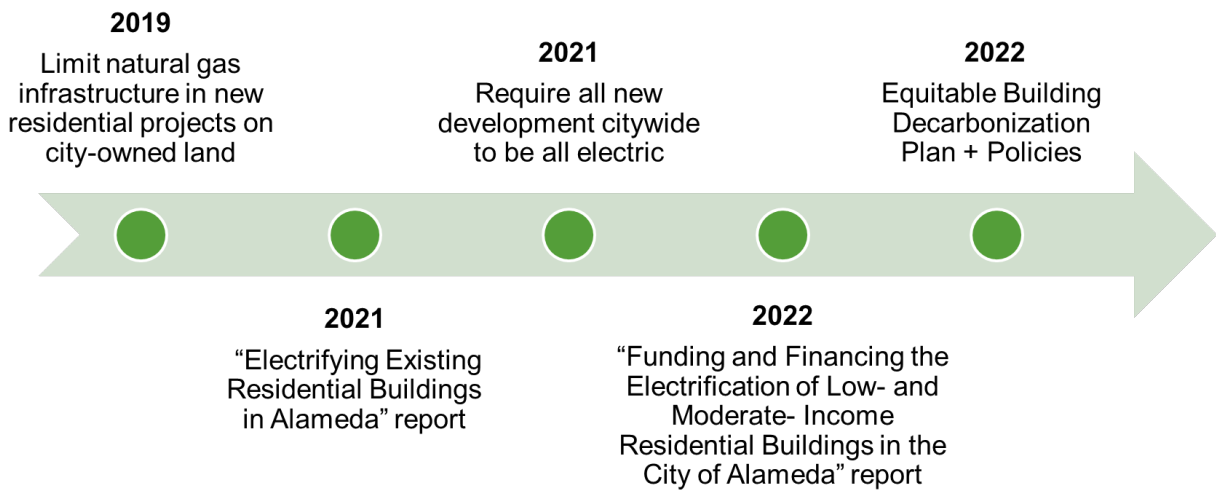 2019
Limit natural gas
infrastructure in new
residential projects on
city-owned land
2021
“Electrifying Existing
Residential Buildings
in Alameda” report
2021
Require all new
development citywide
to be all electric
2022
“Funding and Financing the
Electrification of Low- and
Moderate- Income
Residential Buildings in the
City of Alameda” report
2022
Equitable Building
Decarbonization
Plan + Policies